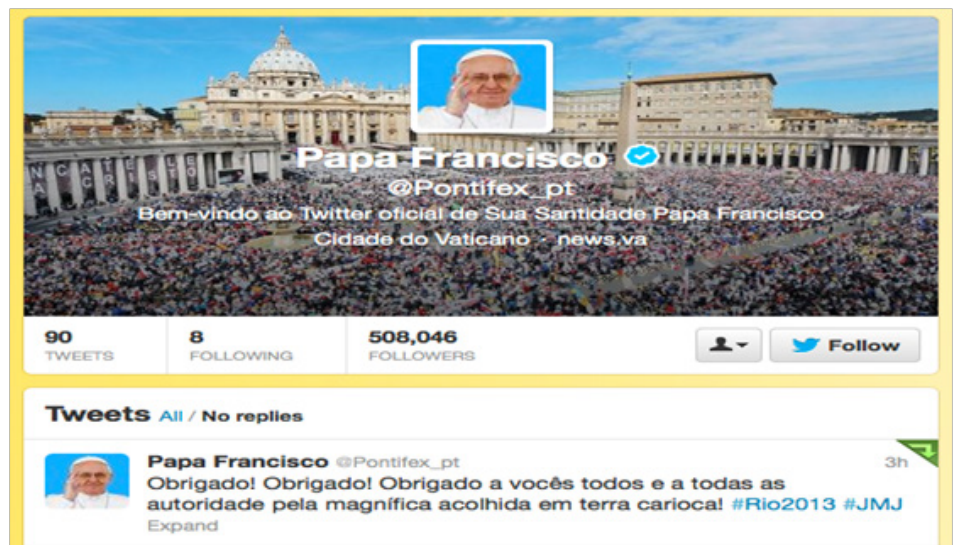 Papa Francisco
@Pontifex_pt
Bem-vindo ao Twitter oficial de Sua Santidade Papa Francisco
Cidade do Vaticano · news.va
90
TWEETS
8
FOLLOWING
508,046
FOLLOWERS
Follow
Tweets All / No replies
Papa Francisco @Pontifex_pt 3h
Obrigado! Obrigado! Obrigado a vocês todos e a todas as
autoridade pela magnífica acolhida em terra carioca! #Rio2013 #JMJ
Expand